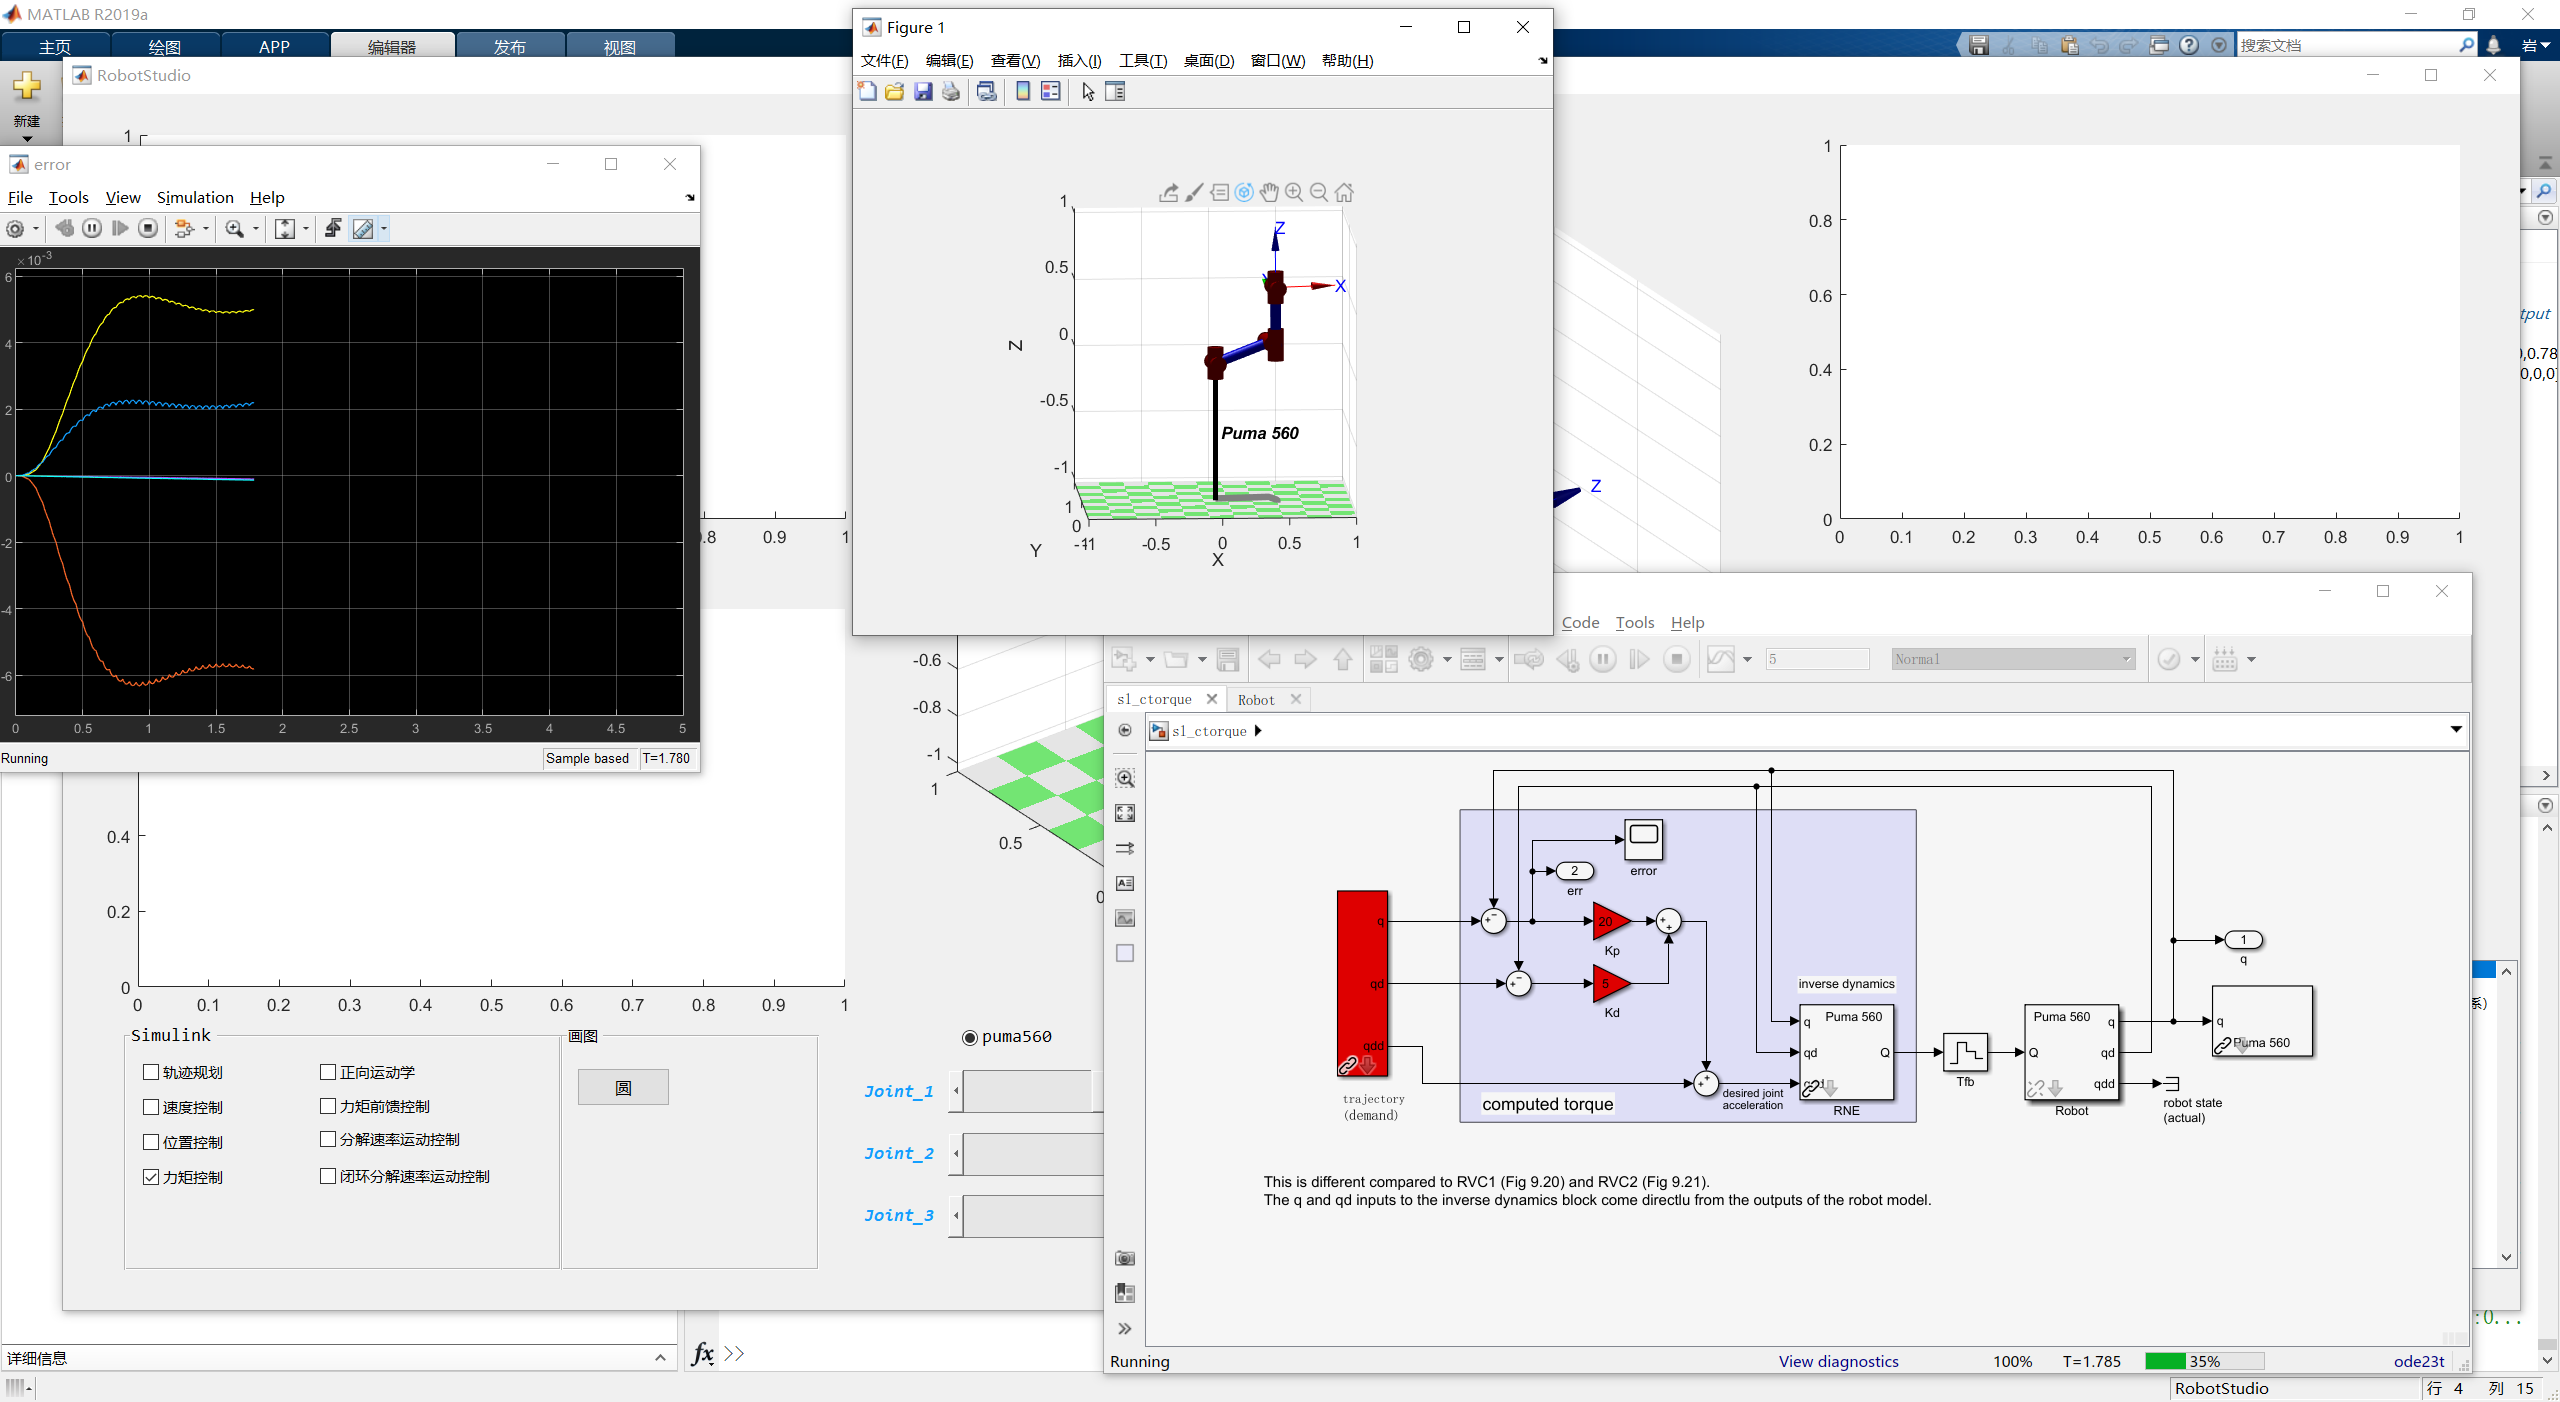 MATLAB R2019a
主页 绘图 APP 编辑器 发布 视图
搜索文档
岩
新建
RobotStudio
1
error
File Tools View Simulation Help
×10-3
6
4
2
0
-2
-4
-6
0 0.5 1 1.5 2 2.5 3 3.5 4 4.5 5
Running Sample based T=1.780
Figure 1
文件(F) 编辑(E) 查看(V) 插入(I) 工具(T) 桌面(D) 窗口(W) 帮助(H)
1
0.5
0
-0.5
-1
Z
Z
X
Puma 560
1
0
Y
-1
-1 -0.5 0 0.5 1
X
Z
.8 0.9 1
1
0.8
0.6
0.4
0.2
0
0 0.1 0.2 0.3 0.4 0.5 0.6 0.7 0.8 0.9 1
tput
,0.78
0,0,0]
-0.6
-0.8
-1
1
0.5
0
0.4
0.2
0
0 0.1 0.2 0.3 0.4 0.5 0.6 0.7 0.8 0.9 1
Simulink
轨迹规划 正向运动学
速度控制 力矩前馈控制
位置控制 分解速率运动控制
力矩控制 闭环分解速率运动控制
画图
圆
puma560
Joint_1
Joint_2
Joint_3
Code Tools Help
5 Normal
sl_ctorque Robot
sl_ctorque
q
qd
qdd
trajectory
(demand)
error
2
err
20
Kp
5
Kd
computed torque
desired joint
acceleration
inverse dynamics
Puma 560
q
qd
Q
RNE
Tfb
Puma 560
Q
q
qd
qdd
Robot
1
q
q
Puma 560
robot state
(actual)
This is different compared to RVC1 (Fig 9.20) and RVC2 (Fig 9.21).
The q and qd inputs to the inverse dynamics block come directlu from the outputs of the robot model.
Running View diagnostics 100% T=1.785 35% ode23t
系)
:0...
详细信息
fx >>
RobotStudio 行 4 列 15